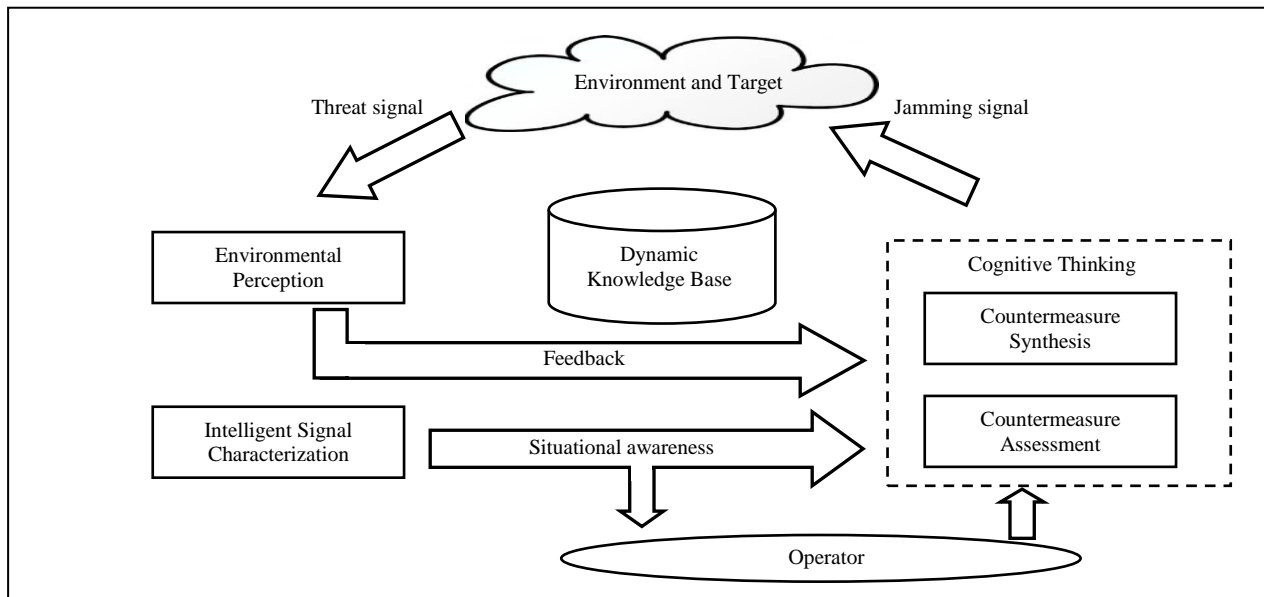 Environment and Target
Threat signal
Jamming signal
Environmental
Perception
Dynamic
Knowledge Base
Cognitive Thinking
Countermeasure
Synthesis
Feedback
Intelligent Signal
Characterization
Situational awareness
Countermeasure
Assessment
Operator